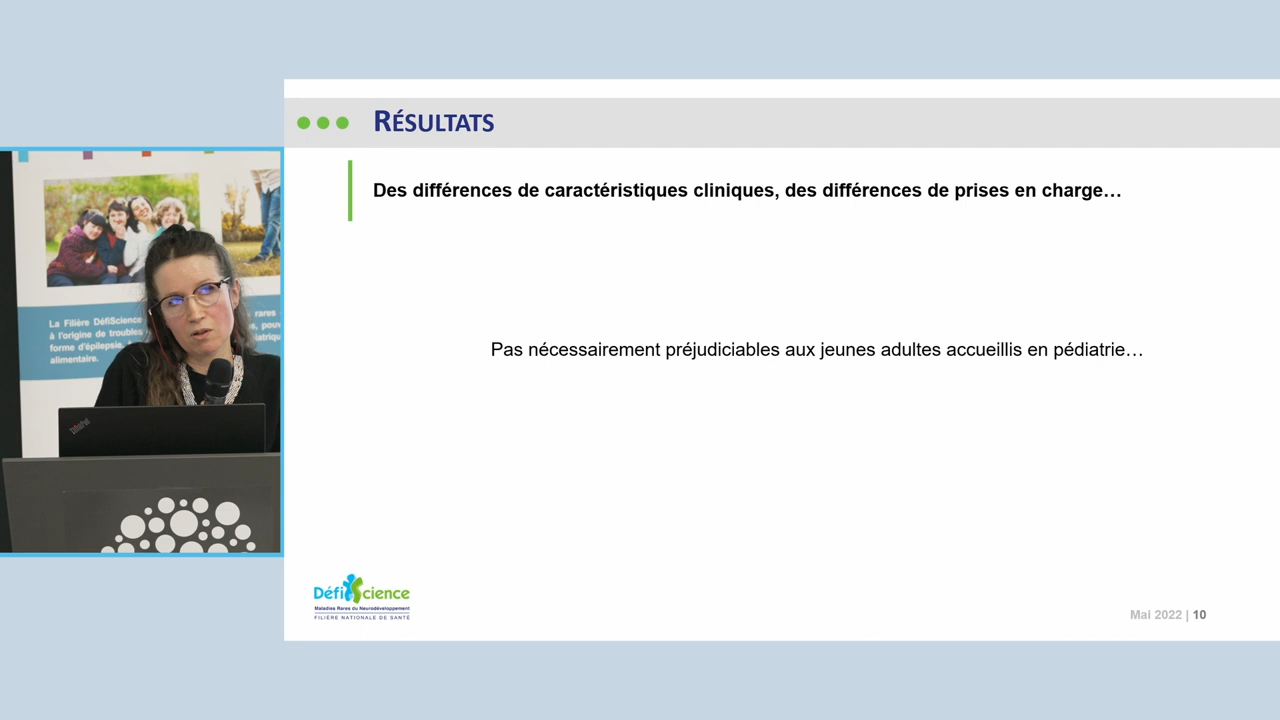 RÉSULTATS
Des différences de caractéristiques cliniques, des différences de prises en charge…
Pas nécessairement préjudiciables aux jeunes adultes accueillis en pédiatrie…
La Filière DéfiScience
à l'origine de troubles
forme d'épilepsie,
alimentaire.
rares
DéfiScience
Maladies Rares du Neurodéveloppement
FILIÈRE NATIONALE DE SANTÉ
Mai 2022 | 10